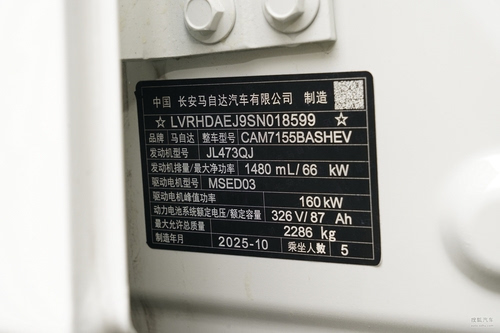 中国 长安马自达汽车有限公司 制造
☆ LVRHDAEJ9SN018599 ☆
品牌 马自达 整车型号 CAM7155BASHEV
发动机型号 JL473QJ
发动机排量/最大净功率 1480 mL/66 kW
驱动电机型号 MSED03
驱动电机峰值功率 160 kW
动力电池系统额定电压/额定容量 326 V/ 87 Ah
最大允许总质量 2286 kg
制造年月 2025-10 乘坐人数 5
搜狐汽车